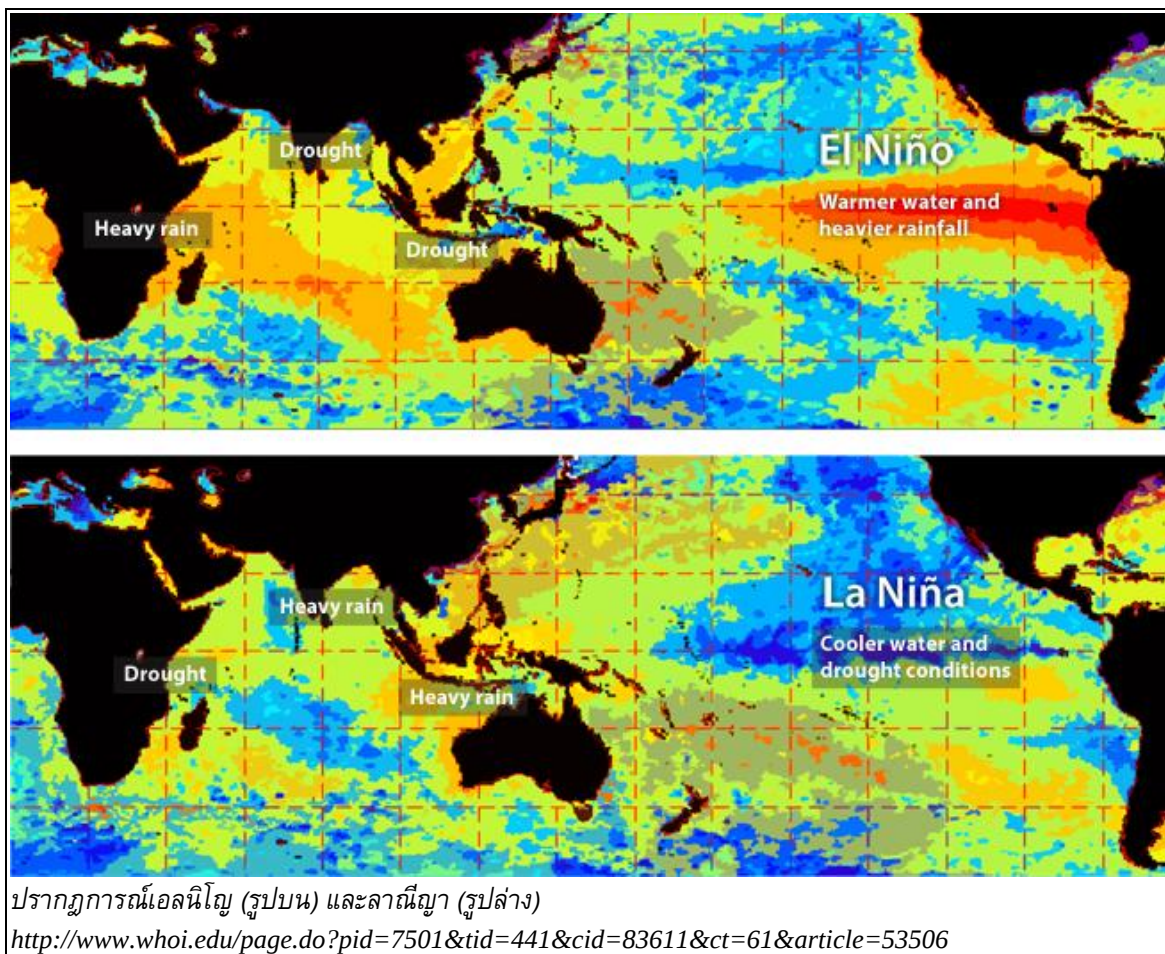 El Niño
Drought
Warmer water and
heavier rainfall
Heavy rain
Drought
La Niña
Heavy rain
Cooler water and
drought conditions
Drought
Heavy rain
ปรากฏการณ์เอลนิโญ (รูปบน) และลาณีญา (รูปล่าง)
http://www.whoi.edu/page.do?pid=7501&tid=441&cid=83611&ct=61&article=53506